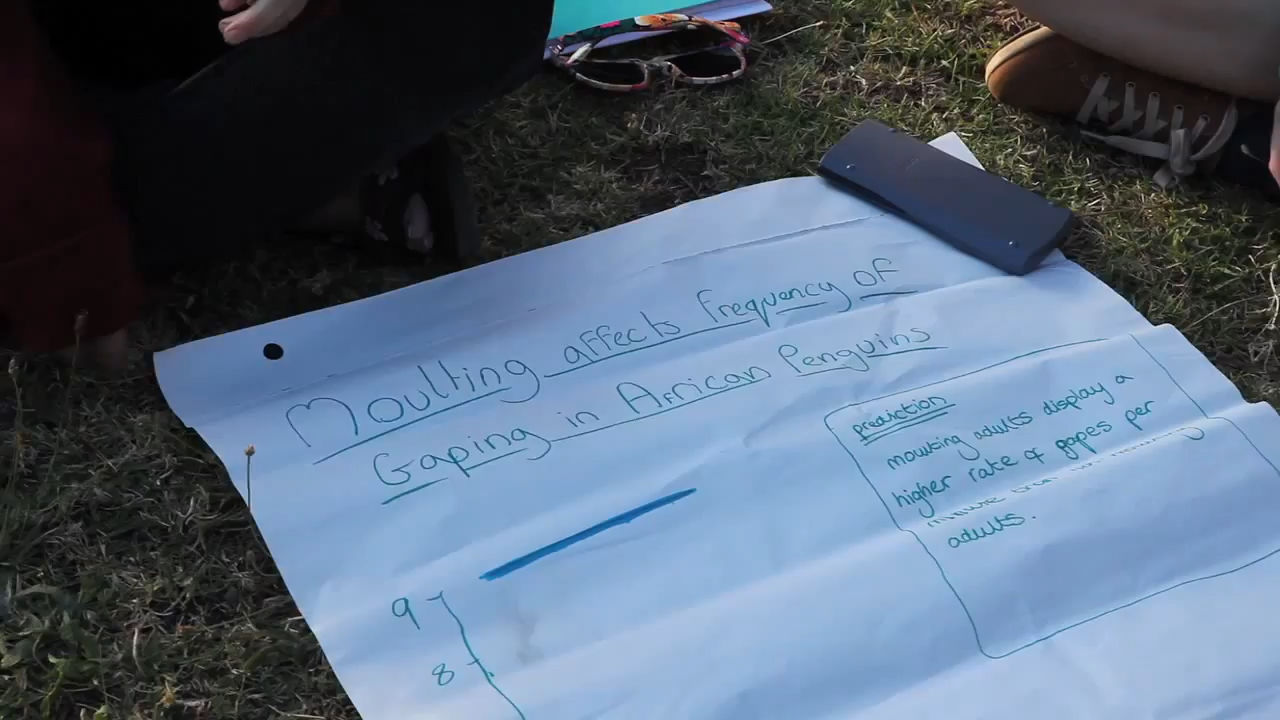 Moulting affects frequency of
Gaping in African Penguins
prediction
moulting adults display a
higher rate of gapes per
adults.
9
8